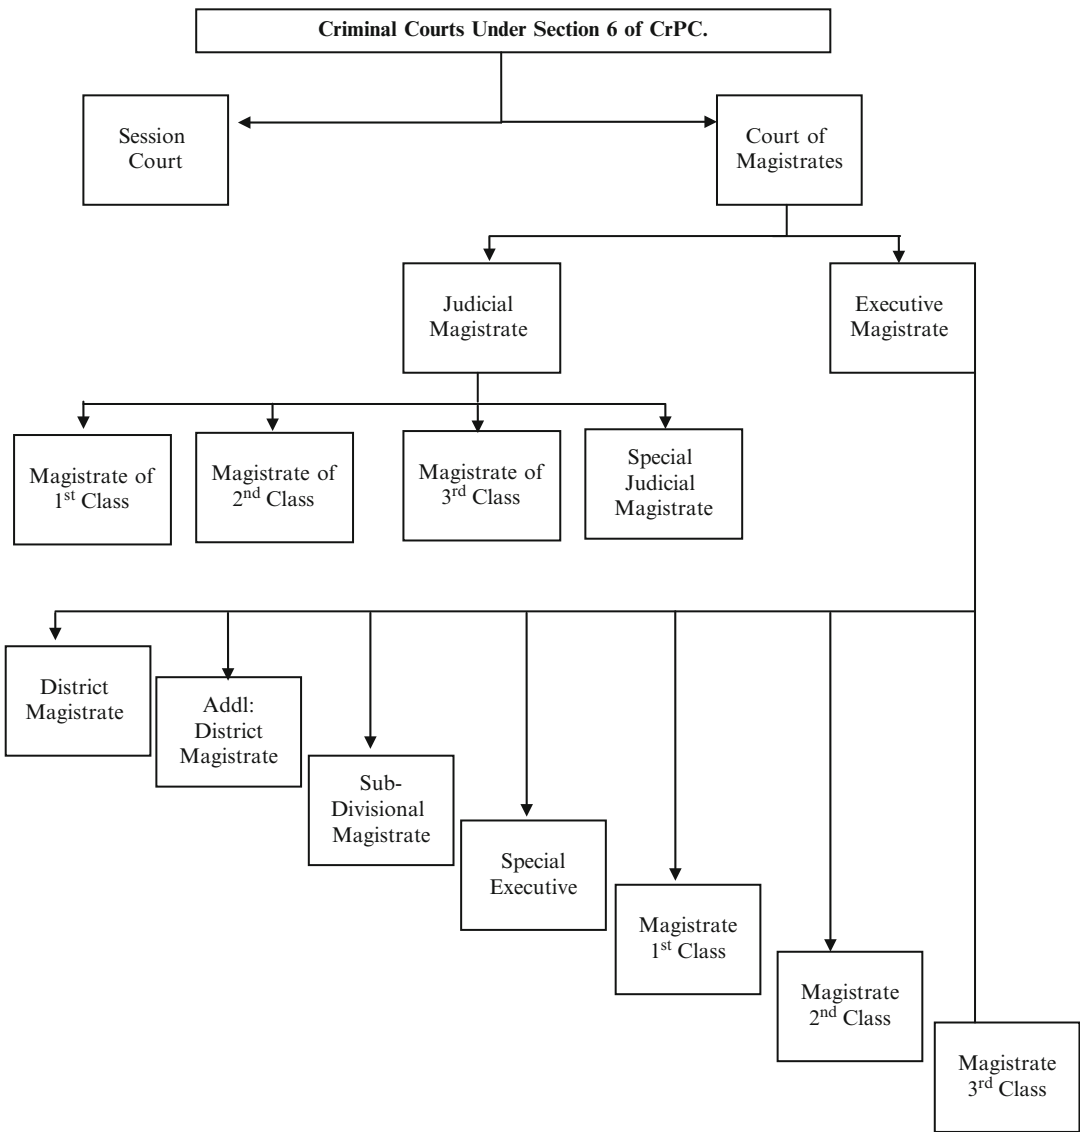 Criminal Courts Under Section 6 of CrPC.
Session
Court
Court of
Magistrates
Judicial
Magistrate
Executive
Magistrate
Magistrate of
1st Class
Magistrate of
2nd Class
Magistrate of
3rd Class
Special
Judicial
Magistrate
District
Magistrate
Addl:
District
Magistrate
Sub-
Divisional
Magistrate
Special
Executive
Magistrate
1st Class
Magistrate
2nd Class
Magistrate
3rd Class